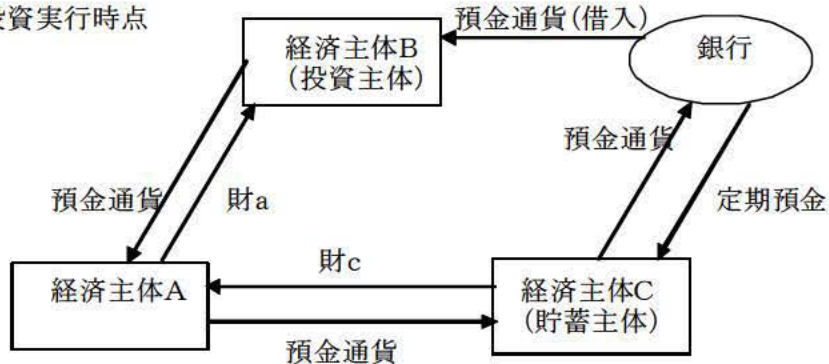 投資実行時点
預金通貨(借入)
経済主体B
(投資主体)
銀行
預金通貨
預金通貨
財a
定期預金
財c
経済主体A
経済主体C
(貯蓄主体)
預金通貨